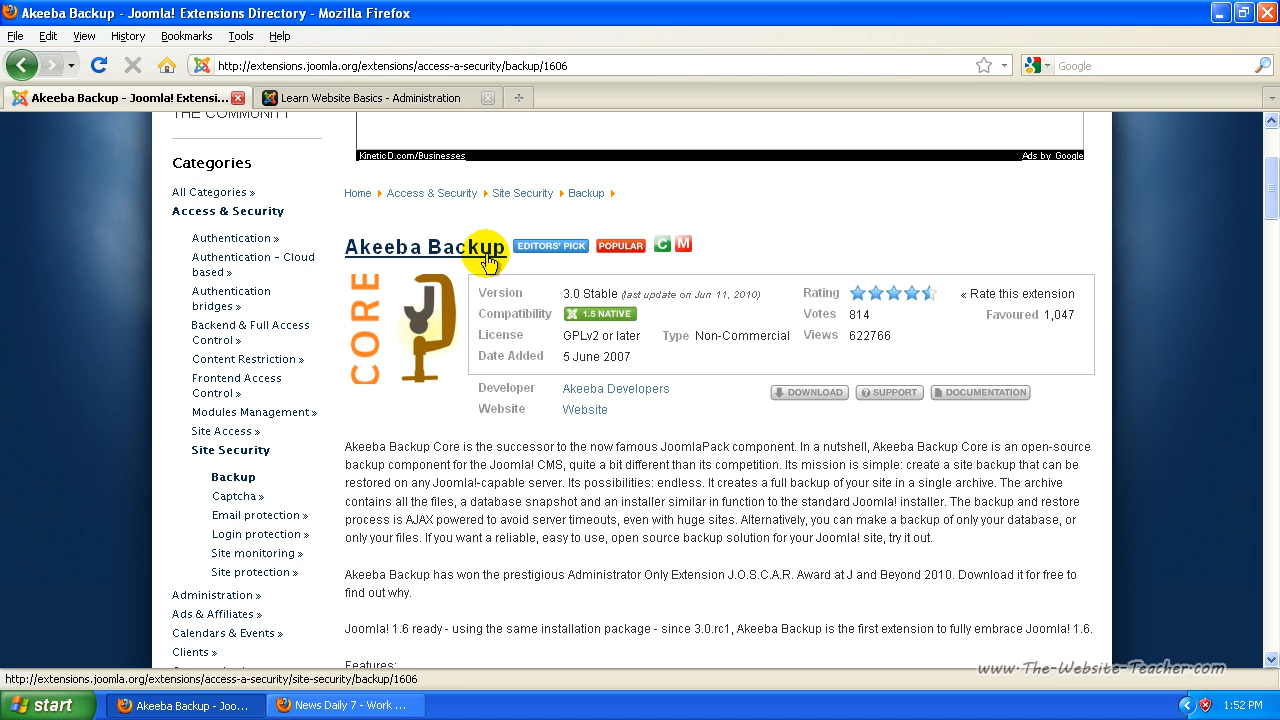 Akeeba Backup - Joomla! Extensions Directory - Mozilla Firefox
File Edit View History Bookmarks Tools Help
http://extensions.joomla.org/extensions/access-a-security/backup/1606
Google
Akeeba Backup - Joomla! Extensi...
Learn Website Basics - Administration
THE COMMUNITY
KineticD.com/Businesses
Ads by Google
Categories
All Categories »
Access & Security
Authentication »
Authentication - Cloud
based »
Authentication
bridges »
Backend & Full Access
Control »
Content Restriction »
Frontend Access
Control »
Modules Management »
Site Access »
Site Security
Backup
Captcha »
Email protection »
Login protection »
Site monitoring »
Site protection »
Administration »
Ads & Affiliates »
Calendars & Events »
Clients »
Home Access & Security Site Security Backup
Akeeba Backup EDITORS' PICK POPULAR C M
CORE
Version 3.0 Stable (last update on Jun 11, 2010)
Compatibility 1.5 NATIVE
License GPLv2 or later Type Non-Commercial
Date Added 5 June 2007
Rating « Rate this extension
Votes 814 Favoured 1,047
Views 622766
Developer Akeeba Developers
Website Website
DOWNLOAD SUPPORT DOCUMENTATION
Akeeba Backup Core is the successor to the now famous JoomlaPack component. In a nutshell, Akeeba Backup Core is an open-source
backup component for the Joomla! CMS, quite a bit different than its competition. Its mission is simple: create a site backup that can be
restored on any Joomla!-capable server. Its possibilities: endless. It creates a full backup of your site in a single archive. The archive
contains all the files, a database snapshot and an installer similar in function to the standard Joomla! installer. The backup and restore
process is AJAX powered to avoid server timeouts, even with huge sites. Alternatively, you can make a backup of only your database, or
only your files. If you want a reliable, easy to use, open source backup solution for your Joomla! site, try it out.
Akeeba Backup has won the prestigious Administrator Only Extension J.O.S.C.A.R. Award at J and Beyond 2010. Download it for free to
find out why.
Joomla! 1.6 ready - using the same installation package - since 3.0.rc1, Akeeba Backup is the first extension to fully embrace Joomla! 1.6.
Features:
www.The-Website-Teacher.com
http://extensions.joomla.org/extensions/access-a-security/site-security/backup/1606
start
Akeeba Backup - Joo...
News Daily 7 - Work ...
1:52 PM